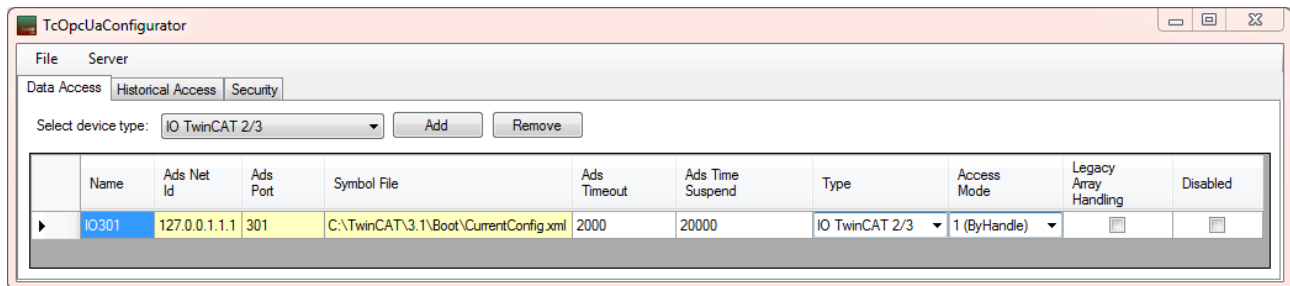 TcOpcUaConfigurator
File Server
Data Access Historical Access Security
Select device type: IO TwinCAT 2/3 Add Remove
Name Ads Net Id Ads Port Symbol File Ads Timeout Ads Time Suspend Type Access Mode Legacy Array Handling Disabled
IO301 127.0.0.1.1.1 301 C:\TwinCAT\3.1\Boot\CurrentConfig.xml 2000 20000 IO TwinCAT 2/3 1 (ByHandle)